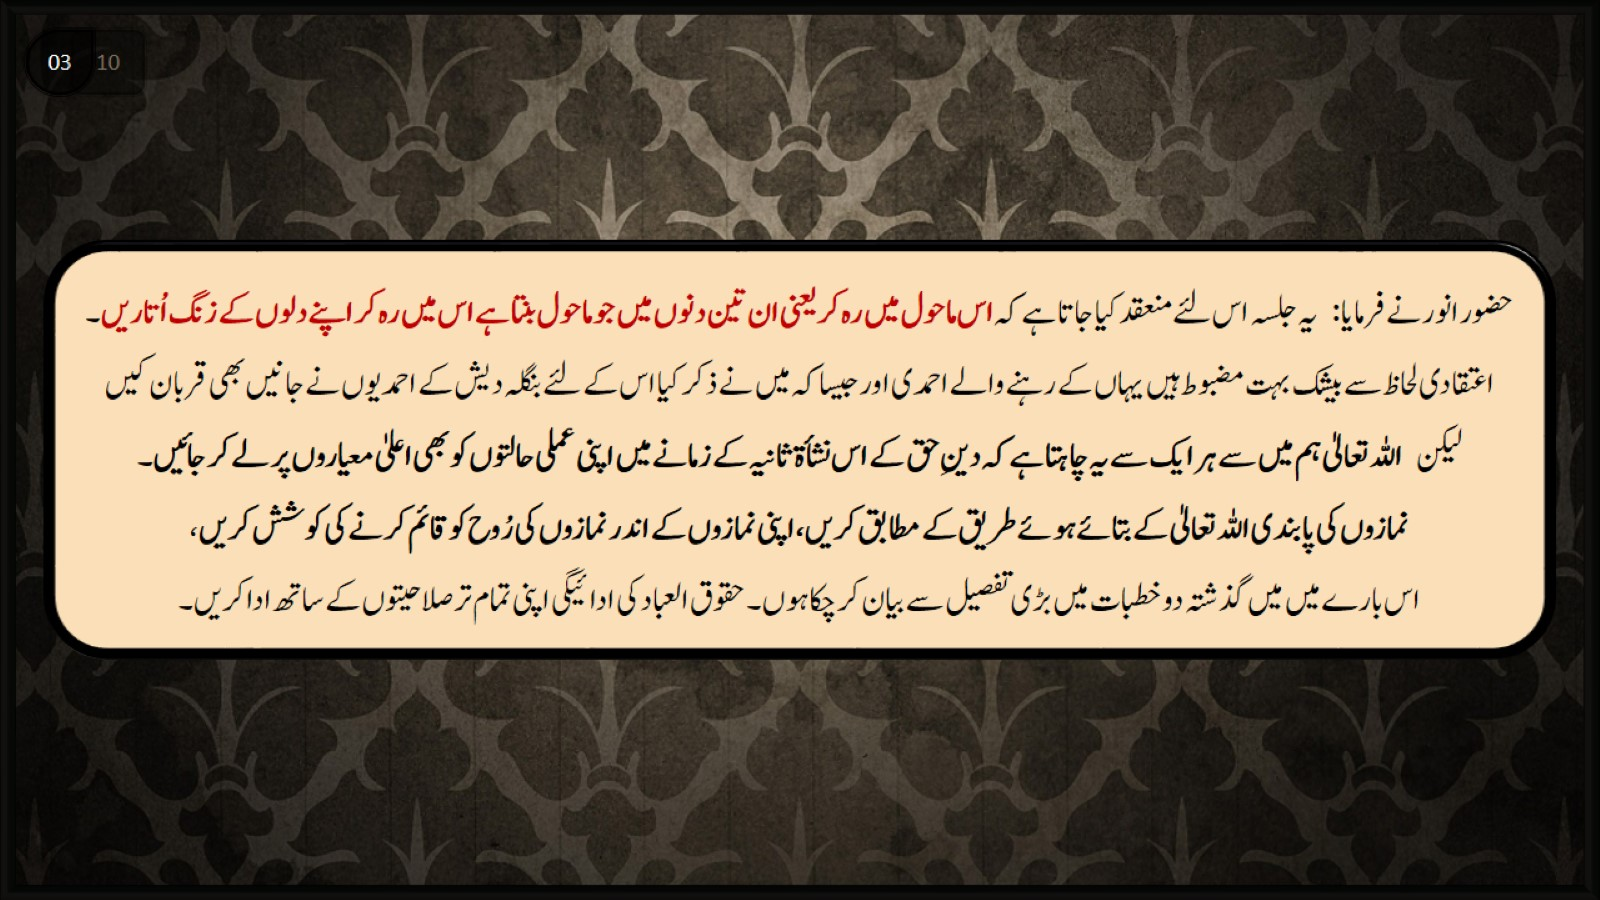 03 10
حضور انور نے فرمایا: یہ جلسہ اس لئے منعقد کیا جاتا ہے کہ اس ماحول میں رہ کر یعنی ان تین دنوں میں جو ماحول بنتا ہے اس میں رہ کر اپنے دلوں کے زنگ اُتاریں۔
اعتقادی لحاظ سے بیشک بہت مضبوط ہیں یہاں کے رہنے والے احمدی اور جیسا کہ میں نے ذکر کیا اس کے لئے بنگلہ دیش کے احمدیوں نے جانیں بھی قربان کیں
لیکن اللہ تعالیٰ ہم میں سے ہر ایک سے یہ چاہتا ہے کہ دینِ حق کے اس نشأۃ ثانیہ کے زمانے میں اپنی عملی حالتوں کو بھی اعلیٰ معیاروں پر لے کر جائیں۔
نمازوں کی پابندی اللہ تعالیٰ کے بتائے ہوئے طریق کے مطابق کریں، اپنی نمازوں کے اندر نمازوں کی رُوح کو قائم کرنے کی کوشش کریں،
اس بارے میں میں گذشتہ دو خطبات میں بڑی تفصیل سے بیان کر چکا ہوں۔ حقوق العباد کی ادائیگی اپنی تمام تر صلاحیتوں کے ساتھ ادا کریں۔